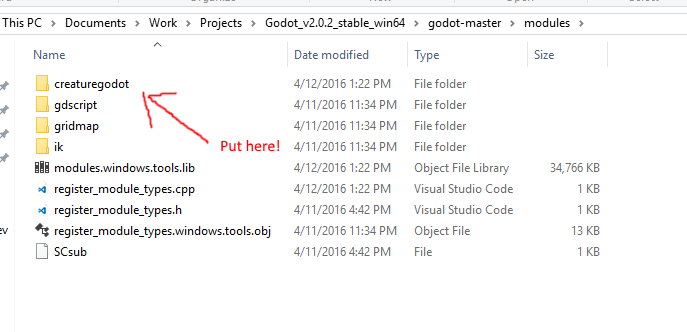 This PC > Documents > Work > Projects > Godot_v2.0.2_stable_win64 > godot-master > modules >
Name Date modified Type Size
creaturegodot 4/12/2016 1:22 PM File folder
gdscript 4/11/2016 11:34 PM File folder
gridmap 4/11/2016 11:34 PM File folder
ik 4/11/2016 11:34 PM File folder
Put here!
modules.windows.tools.lib 4/12/2016 1:22 PM Object File Library 34,766 KB
register_module_types.cpp 4/12/2016 1:22 PM Visual Studio Code 1 KB
register_module_types.h 4/11/2016 4:42 PM Visual Studio Code 1 KB
register_module_types.windows.tools.obj 4/11/2016 11:34 PM Object File 13 KB
SCsub 4/11/2016 4:42 PM File 1 KB